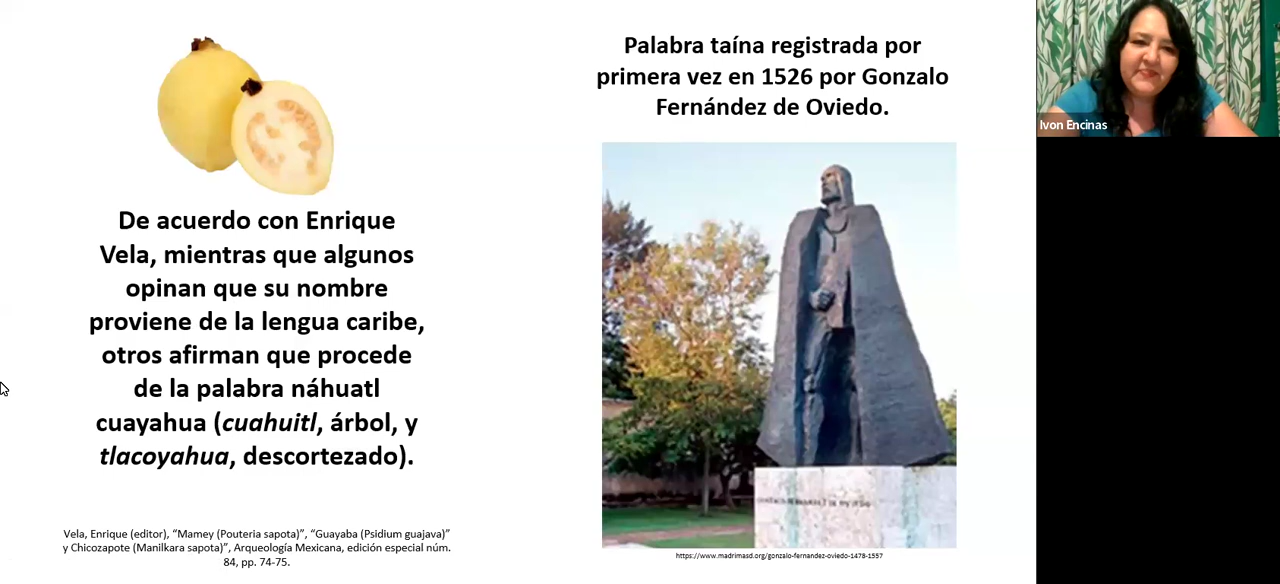 De acuerdo con Enrique
Vela, mientras que algunos
opinan que su nombre
proviene de la lengua caribe,
otros afirman que procede
de la palabra náhuatl
cuayahua (cuahuitl, árbol, y
tlacoyahua, descortezado).
Vela, Enrique (editor), “Mamey (Pouteria sapota)”, “Guayaba (Psidium guajava)”
y Chicozapote (Manilkara sapota)”, Arqueología Mexicana, edición especial núm.
84, pp. 74-75.
Palabra taína registrada por
primera vez en 1526 por Gonzalo
Fernández de Oviedo.
https://www.madrimasd.org/gonzalo-fernandez-oviedo-1478-1557
Ivon Encinas